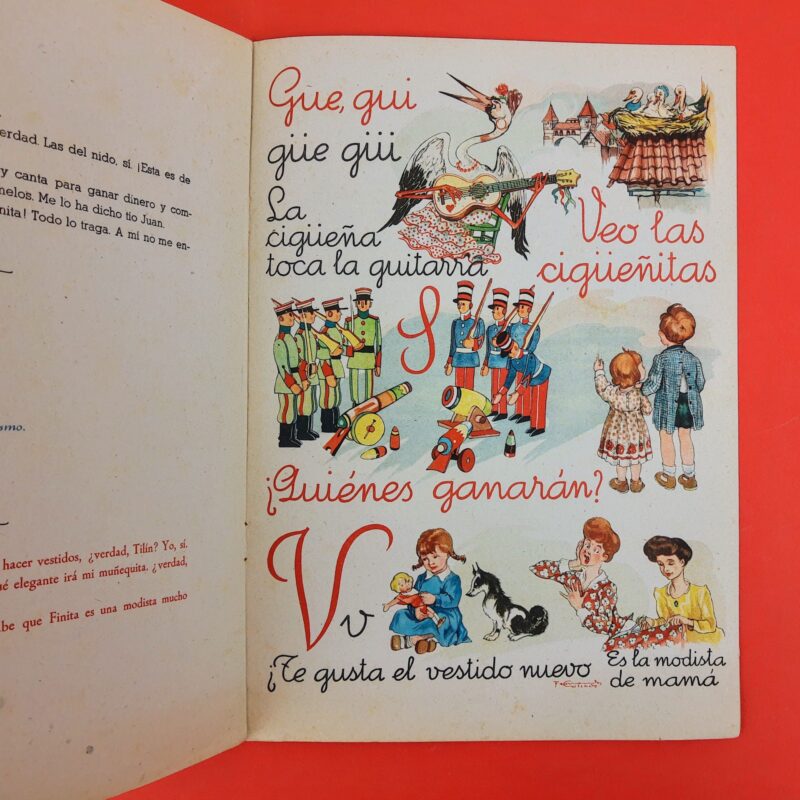 erdad. Las del nido, sí. ¡Esta es de
y canta para ganar dinero y com-
nelos. Me lo ha dicho tío Juan.
nita! Todo lo traga. A mí no me en-
smo.
hacer vestidos, ¿verdad, Tilín? Yo, sí.
ué elegante irá mi muñequita. ¿verdad,
be que Finita es una modista mucho
Gue, gui
güe güi
La
cigüeña
toca la guitarra
Veo las
cigüeñitas
S
¡Quiénes ganarán?
V v
¡Te gusta el vestido nuevo
Es la modista
de mamá